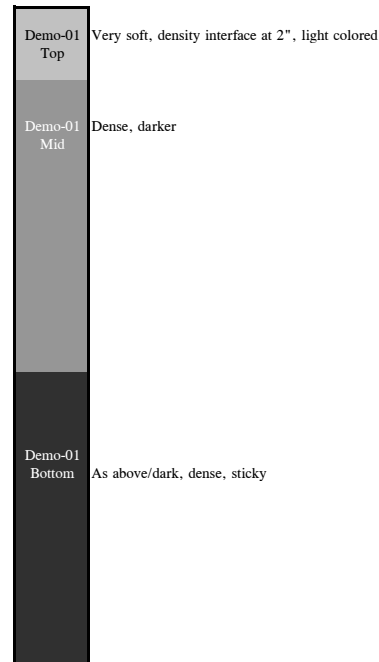 Demo-01
Top
Very soft, density interface at 2", light colored
Demo-01
Mid
Dense, darker
Demo-01
Bottom
As above/dark, dense, sticky